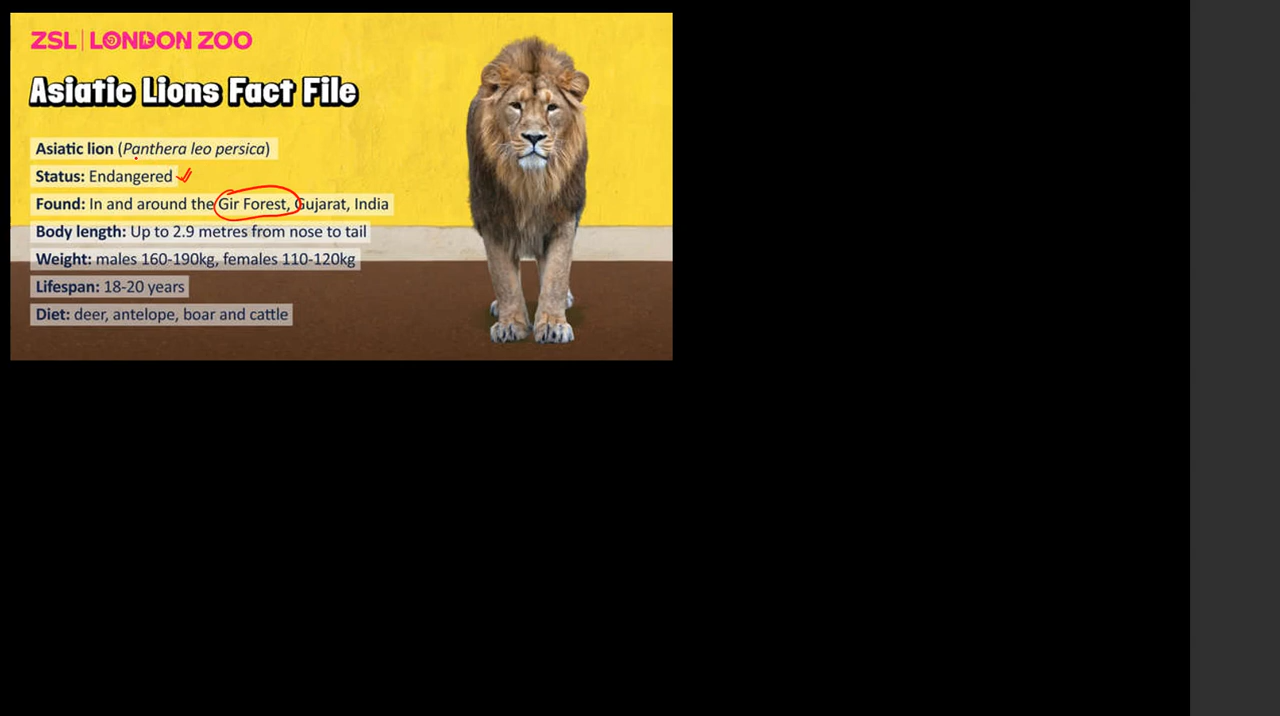 ZSL | LONDON ZOO
Asiatic Lions Fact File
Asiatic lion (Panthera leo persica)
Status: Endangered
Found: In and around the Gir Forest, Gujarat, India
Body length: Up to 2.9 metres from nose to tail
Weight: males 160-190kg, females 110-120kg
Lifespan: 18-20 years
Diet: deer, antelope, boar and cattle